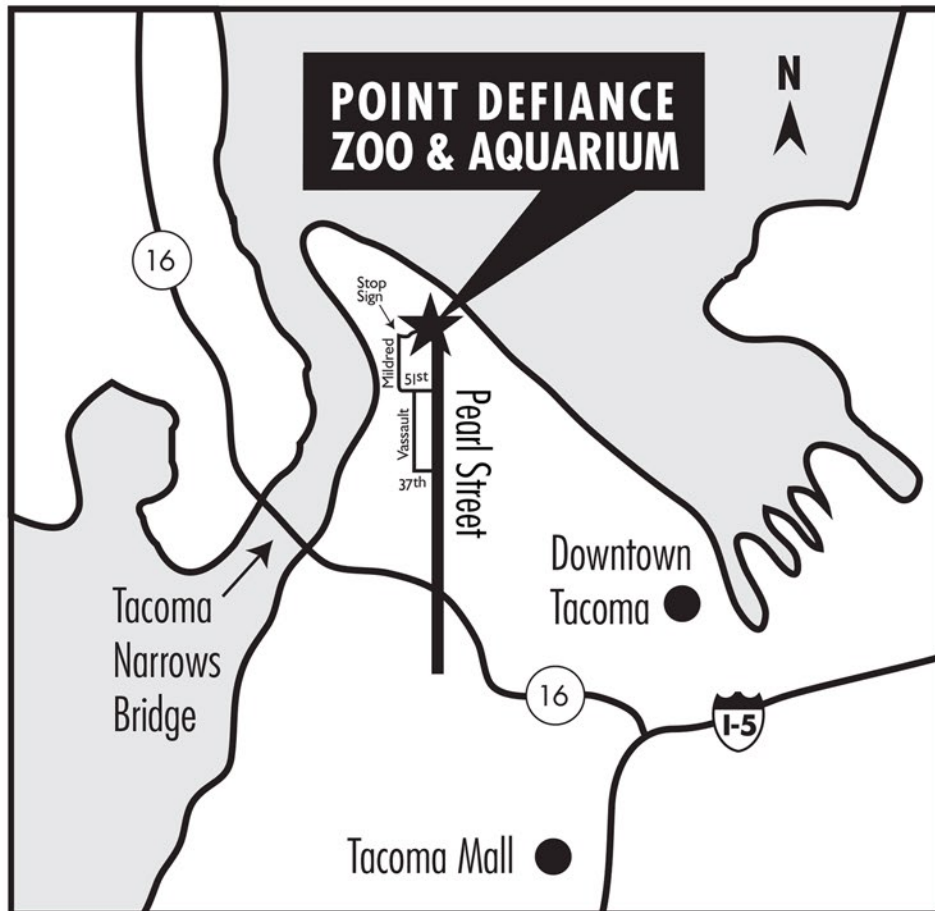 POINT DEFIANCE
ZOO & AQUARIUM
N
16
Stop
Sign
Mildred
51st
Vassault
37th
Pearl Street
Downtown
Tacoma
Tacoma
Narrows
Bridge
16
I-5
Tacoma Mall